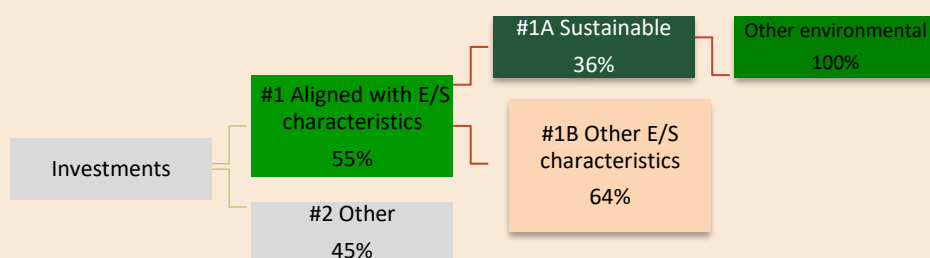 #1A Sustainable
36%
Other environmental
100%
#1 Aligned with E/S
characteristics
55%
#1B Other E/S
characteristics
64%
Investments
#2 Other
45%